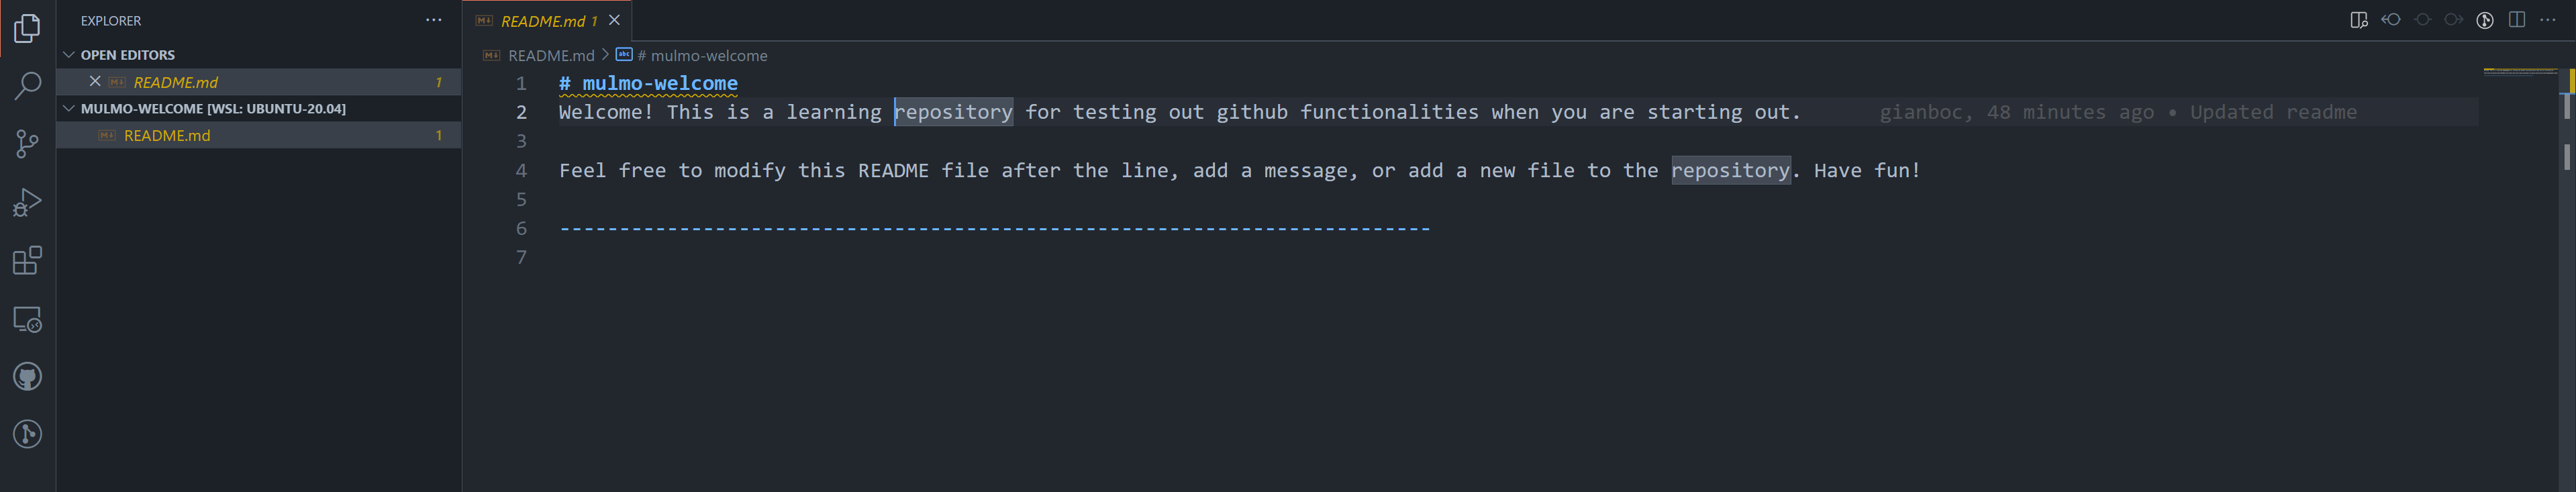 EXPLORER
OPEN EDITORS
README.md 1
MULMO-WELCOME [WSL: UBUNTU-20.04]
README.md 1
README.md 1
README.md > # mulmo-welcome
1 # mulmo-welcome
2 Welcome! This is a learning repository for testing out github functionalities when you are starting out. gianboc, 48 minutes ago • Updated readme
3
4 Feel free to modify this README file after the line, add a message, or add a new file to the repository. Have fun!
5
6 -------------------------------------------------------------------------
7